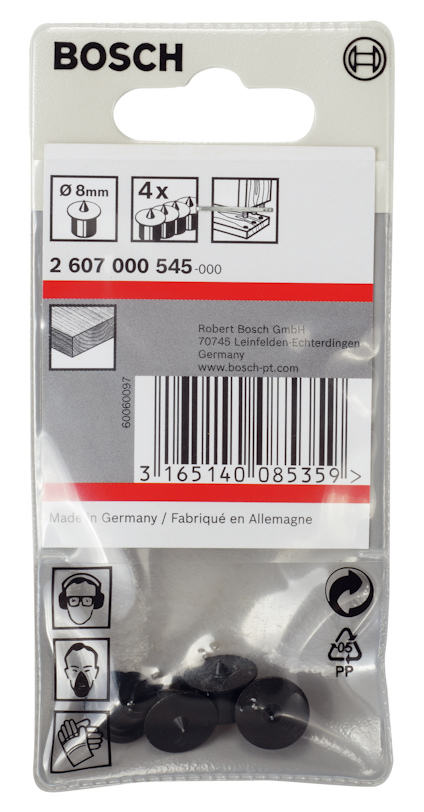 BOSCH
Ø 8mm
4x
2 607 000 545-000
Robert Bosch GmbH
70745 Leinfelden-Echterdingen
Germany
www.bosch-pt.com
60060097
3 165140 085359 >
Made in Germany / Fabriqué en Allemagne
05
PP